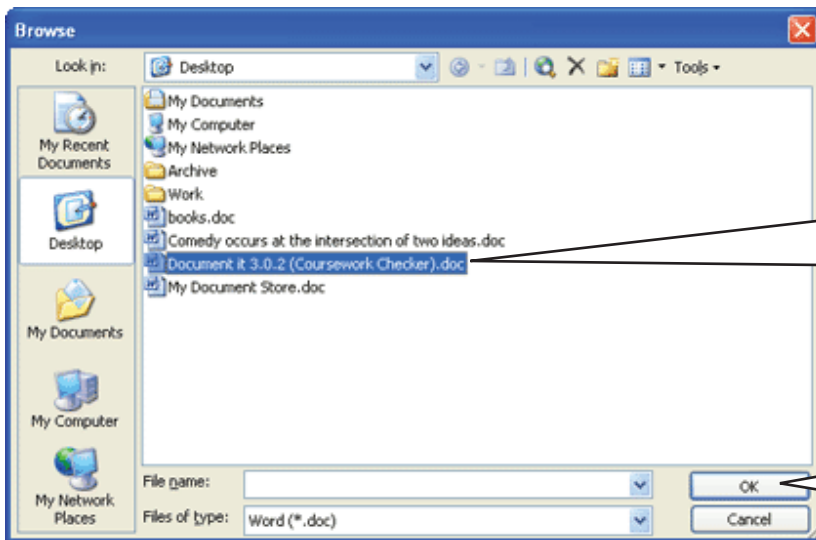 Browse
Look in:
Desktop
Tools
My Recent
Documents
Desktop
My Documents
My Computer
My Network
Places
My Documents
My Computer
My Network Places
Archive
Work
books.doc
Comedy occurs at the intersection of two ideas.doc
Document it 3.0.2 (Coursework Checker).doc
My Document Store.doc
File name:
OK
Files of type:
Word (*.doc)
Cancel